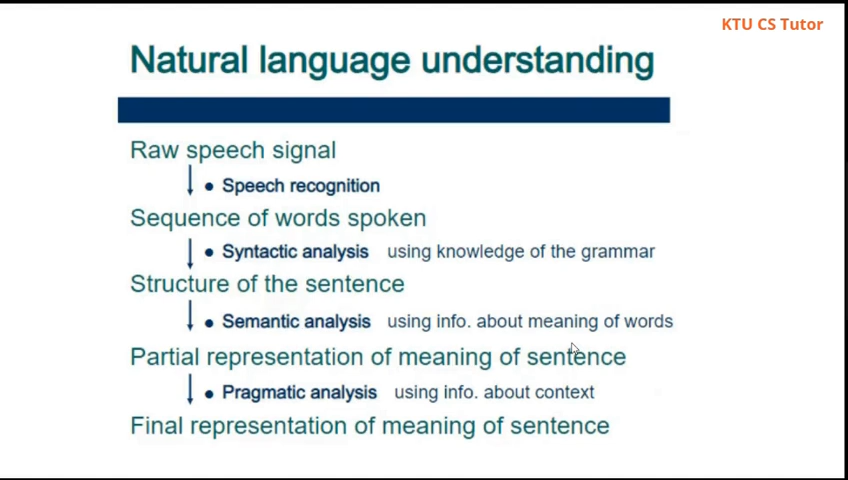 KTU CS Tutor
Natural language understanding
Raw speech signal
• Speech recognition
Sequence of words spoken
• Syntactic analysis using knowledge of the grammar
Structure of the sentence
• Semantic analysis using info. about meaning of words
Partial representation of meaning of sentence
• Pragmatic analysis using info. about context
Final representation of meaning of sentence